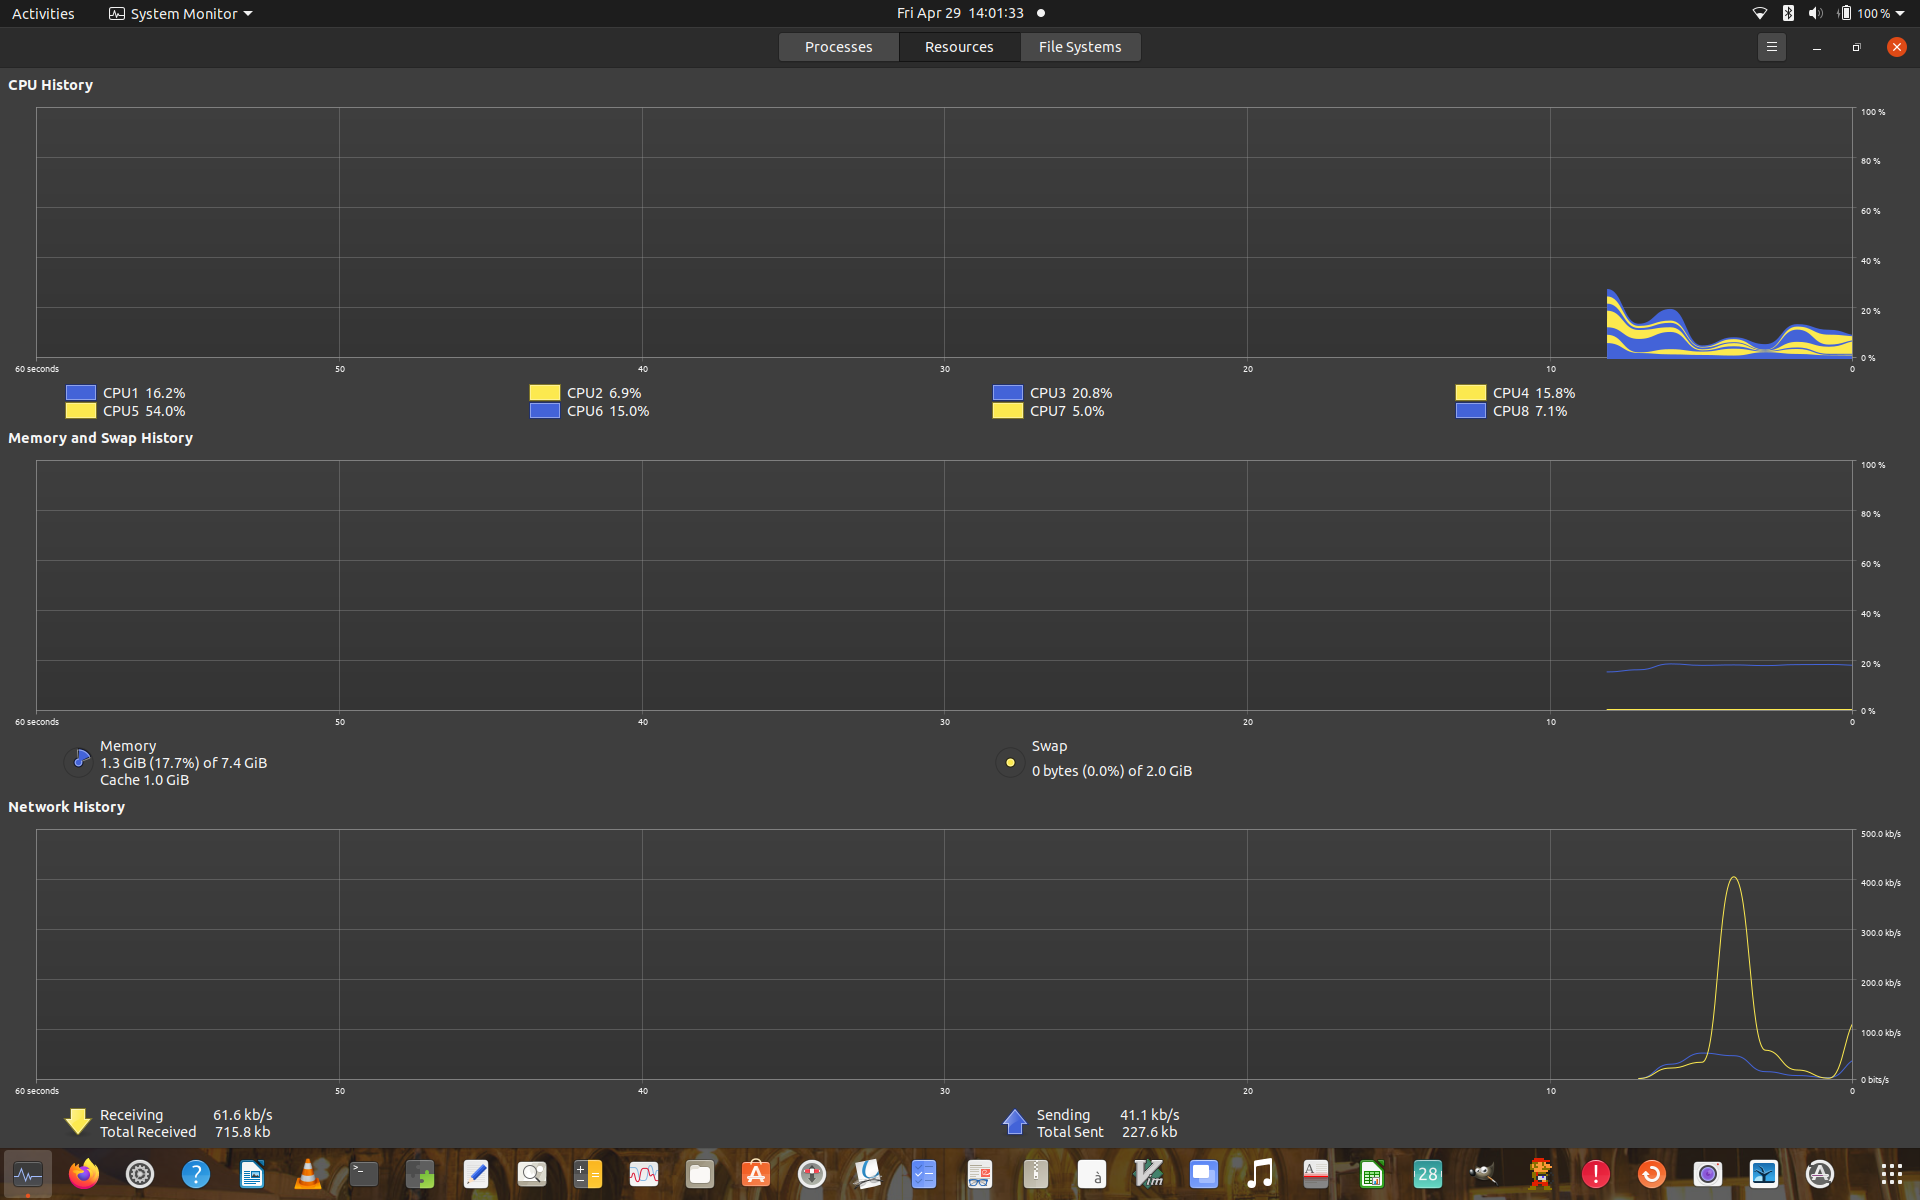 Activities
System Monitor
Fri Apr 29 14:01:33
100 %
Processes
Resources
File Systems
CPU History
100 %
80 %
60 %
40 %
20 %
0 %
60 seconds
50
40
30
20
10
0
CPU1 16.2%
CPU2 6.9%
CPU3 20.8%
CPU4 15.8%
CPU5 54.0%
CPU6 15.0%
CPU7 5.0%
CPU8 7.1%
Memory and Swap History
100 %
80 %
60 %
40 %
20 %
0 %
60 seconds
50
40
30
20
10
0
Memory
1.3 GiB (17.7%) of 7.4 GiB
Cache 1.0 GiB
Swap
0 bytes (0.0%) of 2.0 GiB
Network History
500.0 kb/s
400.0 kb/s
300.0 kb/s
200.0 kb/s
100.0 kb/s
0 bits/s
60 seconds
50
40
30
20
10
0
Receiving 61.6 kb/s
Total Received 715.8 kb
Sending 41.1 kb/s
Total Sent 227.6 kb
?
>_
A
à
Vim
A
28
!
A